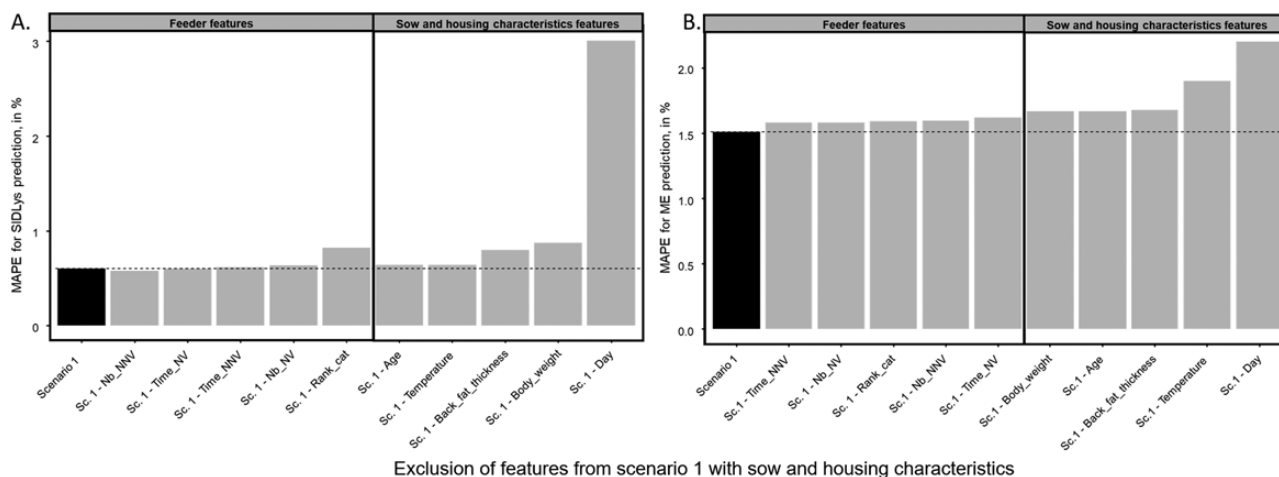 A.
Feeder features
Sow and housing characteristics features
MAPE for SIDLys prediction, in %
3
2
1
0
Scenario 1
Sc. 1 - Nb_NNV
Sc. 1 - Time_NV
Sc. 1 - Time_NNV
Sc. 1 - Nb_NV
Sc. 1 - Rank_cat
Sc. 1 - Age
Sc. 1 - Temperature
Sc. 1 - Back_fat_thickness
Sc. 1 - Body_weight
Sc. 1 - Day
B.
Feeder features
Sow and housing characteristics features
MAPE for ME prediction, in %
2.0
1.5
1.0
0.5
0.0
Scenario 1
Sc. 1 - Time_NNV
Sc. 1 - Nb_NV
Sc. 1 - Rank_cat
Sc. 1 - Nb_NNV
Sc. 1 - Time_NV
Sc. 1 - Body_weight
Sc. 1 - Age
Sc. 1 - Back_fat_thickness
Sc. 1 - Temperature
Sc. 1 - Day
Exclusion of features from scenario 1 with sow and housing characteristics